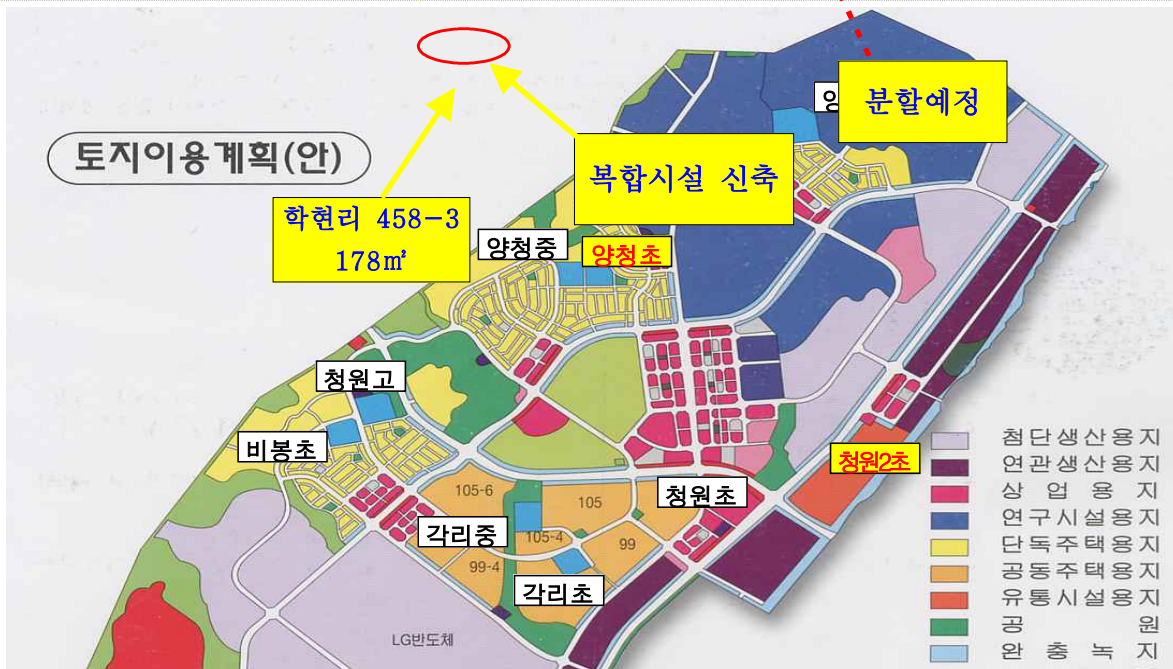 분할예정
토지이용계획(안)
복합시설 신축
학현리 458-3
178㎡
양청중
양청초
청원고
비봉초
청원2초
청원초
105-6
105
각리중
105-4
99
99-4
각리초
LG반도체
첨단생산용지
연관생산용지
상업용지
연구시설용지
단독주택용지
공동주택용지
유통시설용지
공원
완충녹지